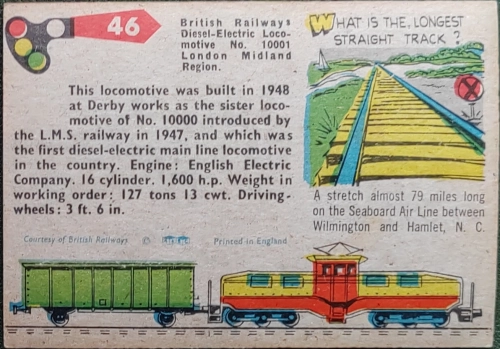 46
British Railways
Diesel-Electric Loco-
motive No. 10001
London Midland
Region.
This locomotive was built in 1948
at Derby works as the sister loco-
motive of No. 10000 introduced by
the L.M.S. railway in 1947, and which was
the first diesel-electric main line locomotive
in the country. Engine: English Electric
Company. 16 cylinder. 1,600 h.p. Weight in
working order: 127 tons 13 cwt. Driving-
wheels: 3 ft. 6 in.
Courtesy of British Railways
Printed in England
WHAT IS THE LONGEST
STRAIGHT TRACK?
A stretch almost 79 miles long
on the Seaboard Air Line between
Wilmington and Hamlet, N. C.